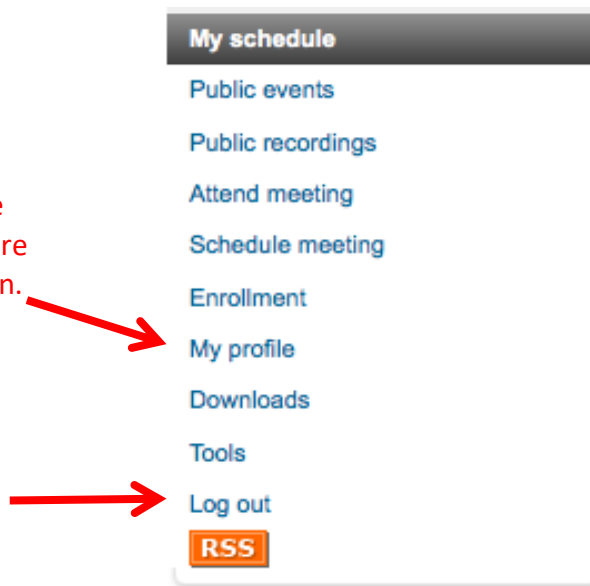 My schedule
Public events
Public recordings
Attend meeting
Schedule meeting
Enrollment
My profile
Downloads
Tools
Log out
RSS